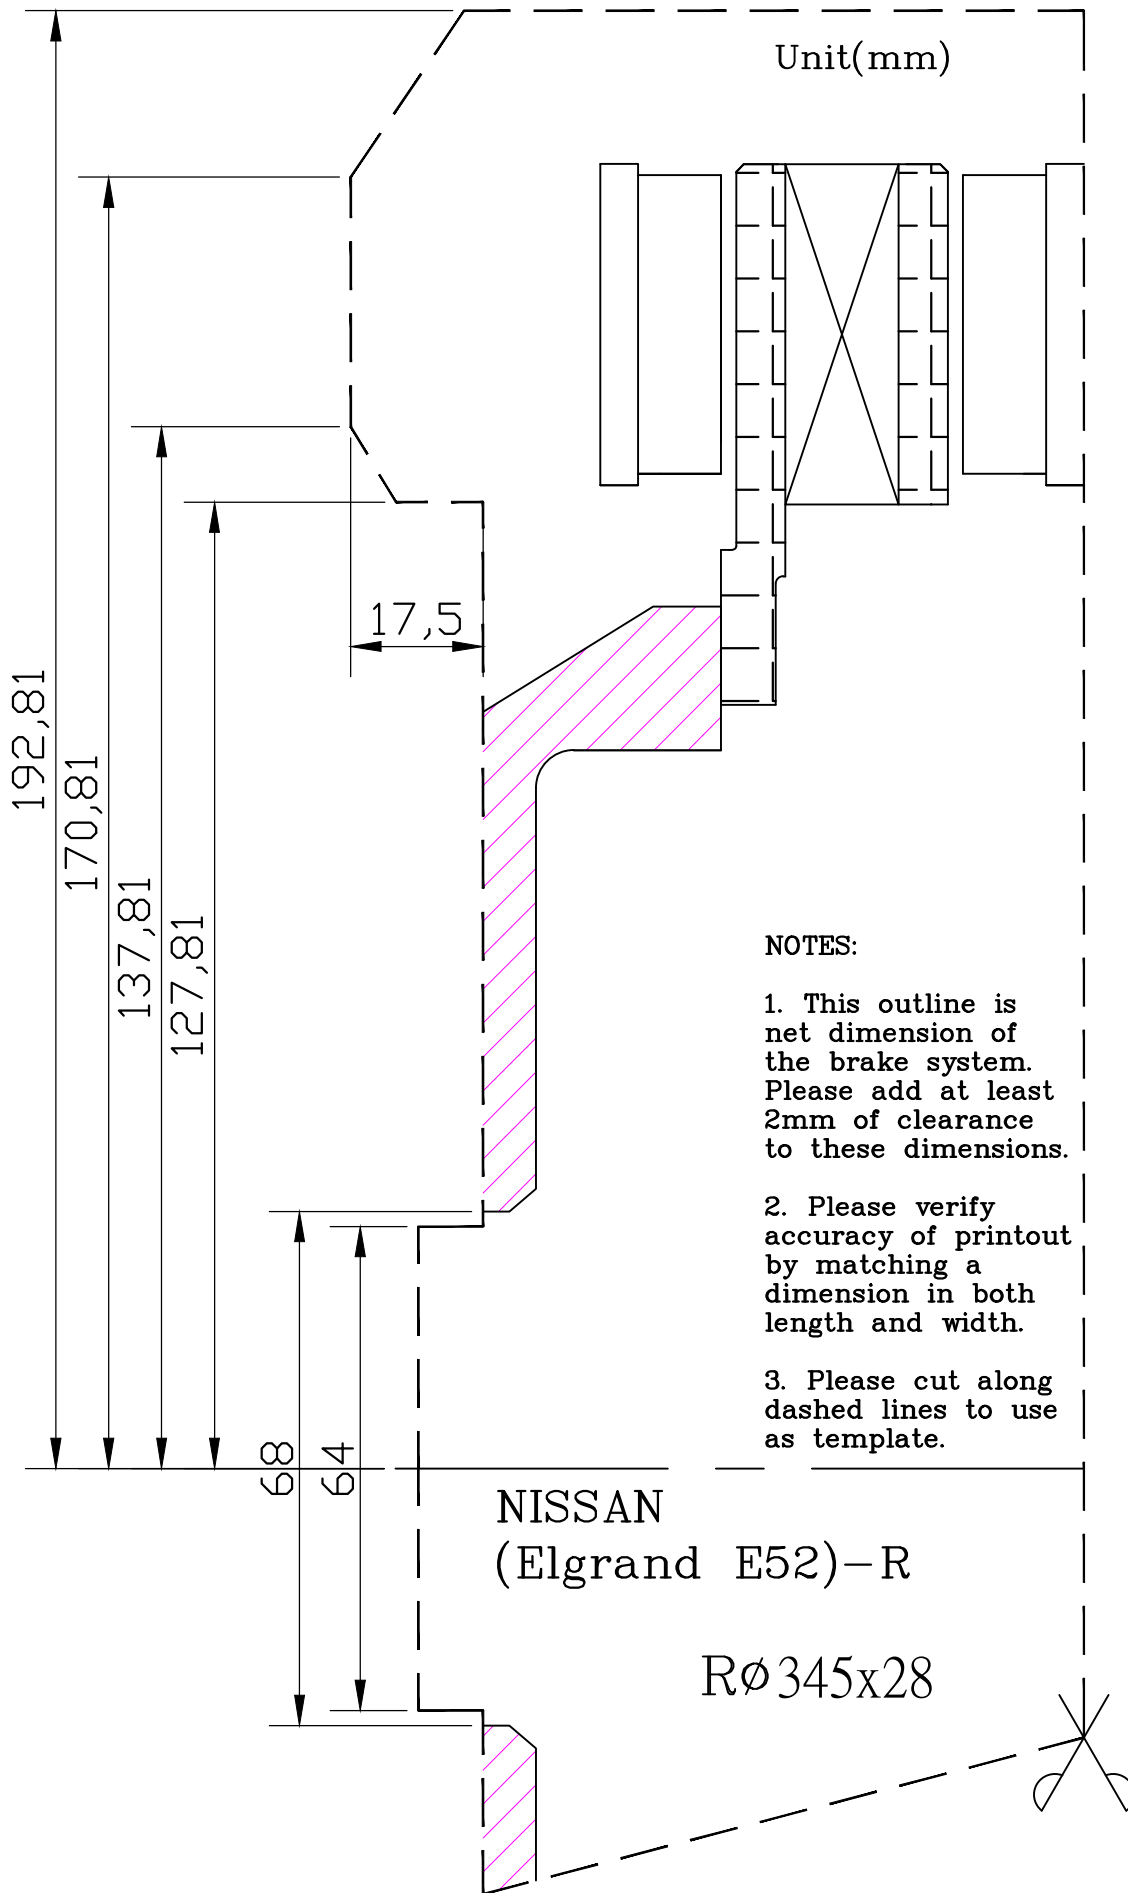 Unit(mm)
17,5
192,81
170,81
137,81
127,81
NOTES:
1. This outline is
net dimension of
the brake system.
Please add at least
2mm of clearance
to these dimensions.
2. Please verify
accuracy of printout
by matching a
dimension in both
length and width.
3. Please cut along
dashed lines to use
as template.
68
64
NISSAN
(Elgrand E52)-R
RØ345x28